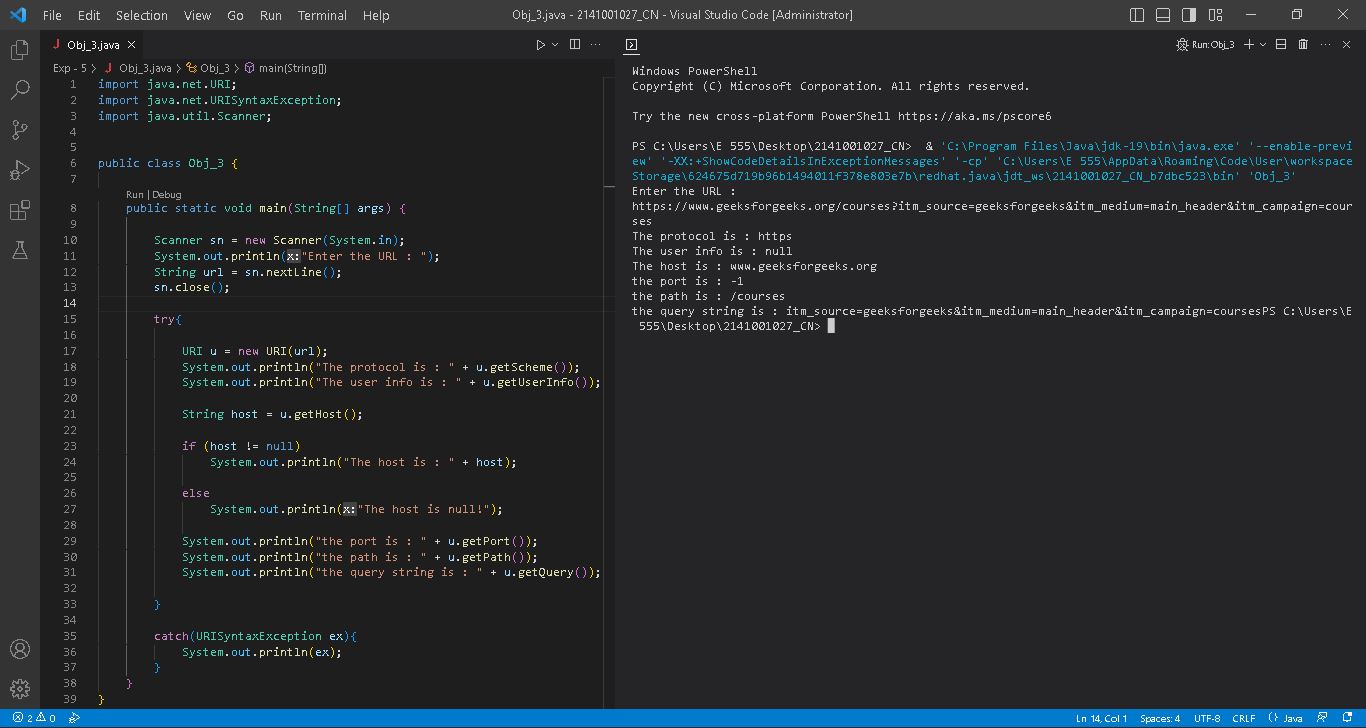 File Edit Selection View Go Run Terminal Help
Obj_3.java - 2141001027_CN - Visual Studio Code [Administrator]
J Obj_3.java
Exp - 5 > J Obj_3.java > Obj_3 > main(String[])
1 import java.net.URI;
2 import java.net.URISyntaxException;
3 import java.util.Scanner;
4
5
6 public class Obj_3 {
7
Run | Debug
8 public static void main(String[] args) {
9
10 Scanner sn = new Scanner(System.in);
11 System.out.println(x:"Enter the URL : ");
12 String url = sn.nextLine();
13 sn.close();
14
15 try{
16
17 URI u = new URI(url);
18 System.out.println("The protocol is : " + u.getScheme());
19 System.out.println("The user info is : " + u.getUserInfo());
20
21 String host = u.getHost();
22
23 if (host != null)
24 System.out.println("The host is : " + host);
25
26 else
27 System.out.println(x:"The host is null!");
28
29 System.out.println("the port is : " + u.getPort());
30 System.out.println("the path is : " + u.getPath());
31 System.out.println("the query string is : " + u.getQuery());
32
33 }
34
35 catch(URISyntaxException ex){
36 System.out.println(ex);
37 }
38 }
39 }
Run: Obj_3
Windows PowerShell
Copyright (C) Microsoft Corporation. All rights reserved.
Try the new cross-platform PowerShell https://aka.ms/pscore6
PS C:\Users\E 555\Desktop\2141001027_CN>  & 'C:\Program Files\Java\jdk-19\bin\java.exe' '--enable-previ
ew' '-XX:+ShowCodeDetailsInExceptionMessages' '-cp' 'C:\Users\E 555\AppData\Roaming\Code\User\workspace
Storage\624675d719b96b1494011f378e803e7b\redhat.java\jdt_ws\2141001027_CN_b7dbc523\bin' 'Obj_3'
Enter the URL :
https://www.geeksforgeeks.org/courses?itm_source=geeksforgeeks&itm_medium=main_header&itm_campaign=cour
ses
The protocol is : https
The user info is : null
The host is : www.geeksforgeeks.org
the port is : -1
the path is : /courses
the query string is : itm_source=geeksforgeeks&itm_medium=main_header&itm_campaign=coursesPS C:\Users\E
555\Desktop\2141001027_CN>
2 0
Ln 14, Col 1 Spaces: 4 UTF-8 CRLF {} Java